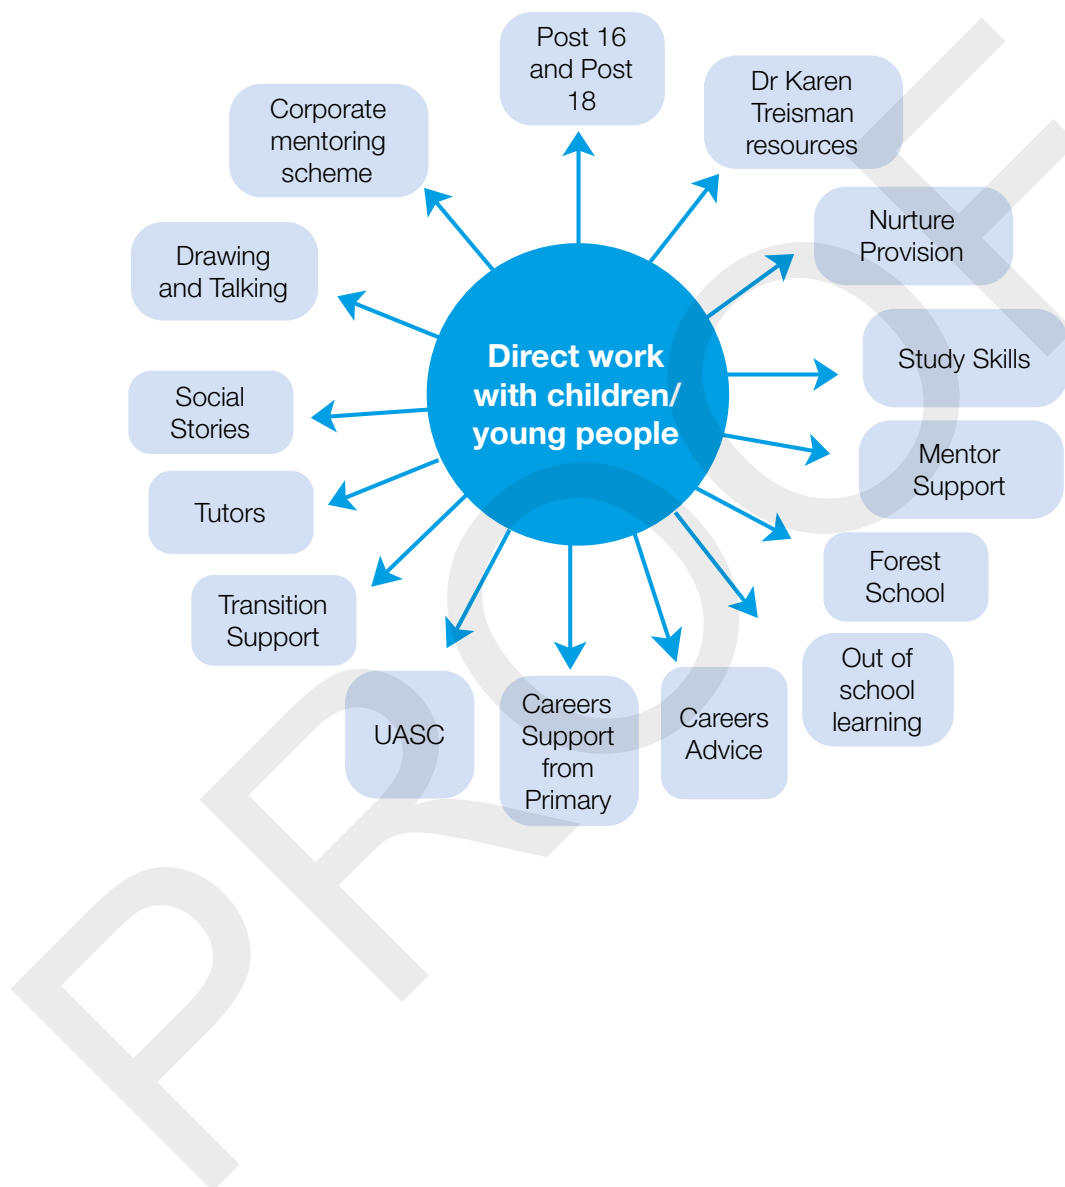 Post 16
and Post
18
Dr Karen
Treisman
resources
Corporate
mentoring
scheme
Nurture
Provision
Drawing
and Talking
Direct work
with children/
young people
Study Skills
Social
Stories
Mentor
Support
Tutors
Forest
School
Transition
Support
Out of
school
learning
UASC
Careers
Support
from
Primary
Careers
Advice
PROOF